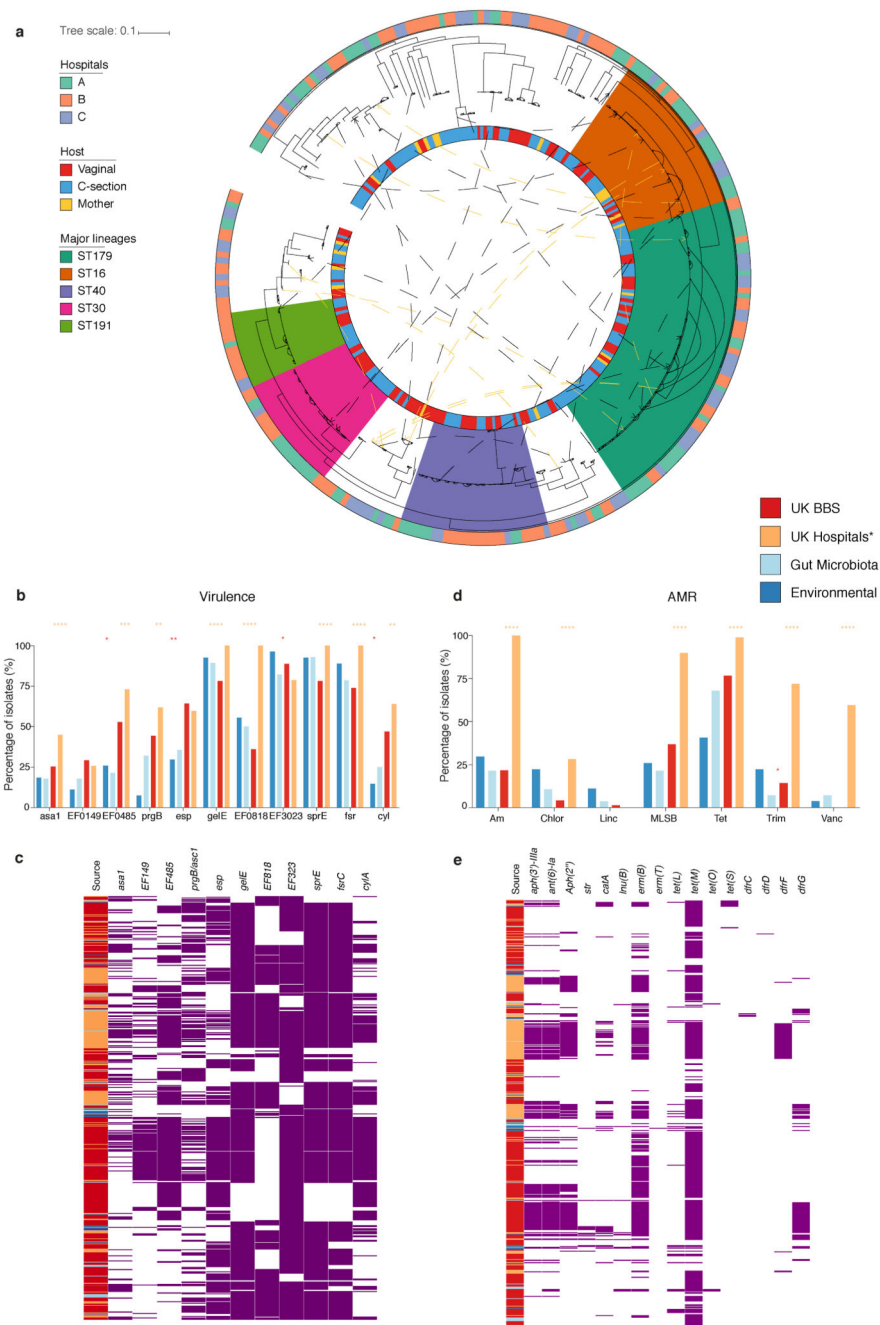 a
Tree scale: 0.1
Hospitals
A
B
C
Host
Vaginal
C-section
Mother
Major lineages
ST179
ST16
ST40
ST30
ST191
UK BBS
UK Hospitals*
Gut Microbiota
Environmental
b
Virulence
**** *** ** **** **** **** **** **
* ** * *
Percentage of isolates (%)
100
75
50
25
0
asa1 EF0149 EF0485 prgB esp gelE EF0818 EF3023 sprE fsr cyl
d
AMR
**** **** **** **** **** ****
*
Percentage of isolates (%)
100
75
50
25
0
Am Chlor Linc MLSB Tet Trim Vanc
c
Source asa1 EF149 EF485 prgB/asc1 esp gelE EF818 EF323 sprE fsrC cylA
e
Source aph(3')-IIIa ant(6)-Ia Aph(2'') str catA lnu(B) erm(B) erm(T) tet(L) tet(M) tet(O) tet(S) dfrC dfrD dfrF dfrG